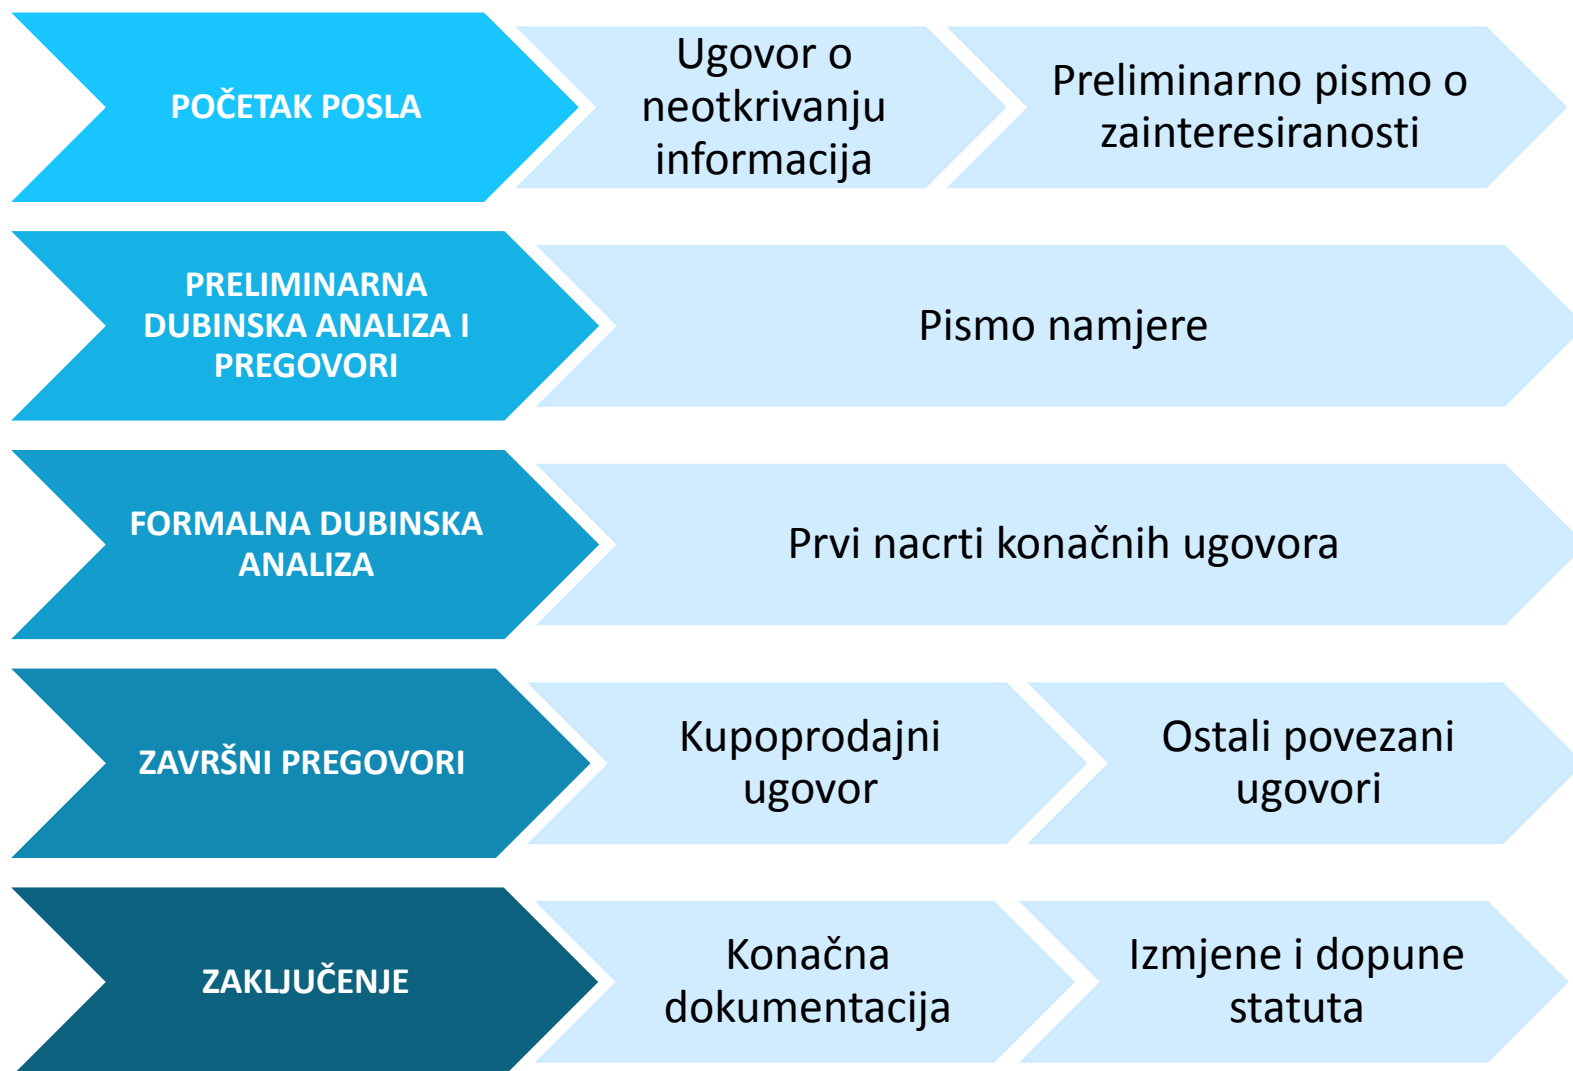 POČETAK POSLA
Ugovor o
neotkrivanju
informacija
Preliminarno pismo o
zainteresiranosti
PRELIMINARNA
DUBINSKA ANALIZA I
PREGOVORI
Pismo namjere
FORMALNA DUBINSKA
ANALIZA
Prvi nacrti konačnih ugovora
ZAVRŠNI PREGOVORI
Kupoprodajni
ugovor
Ostali povezani
ugovori
ZAKLJUČENJE
Konačna
dokumentacija
Izmjene i dopune
statuta